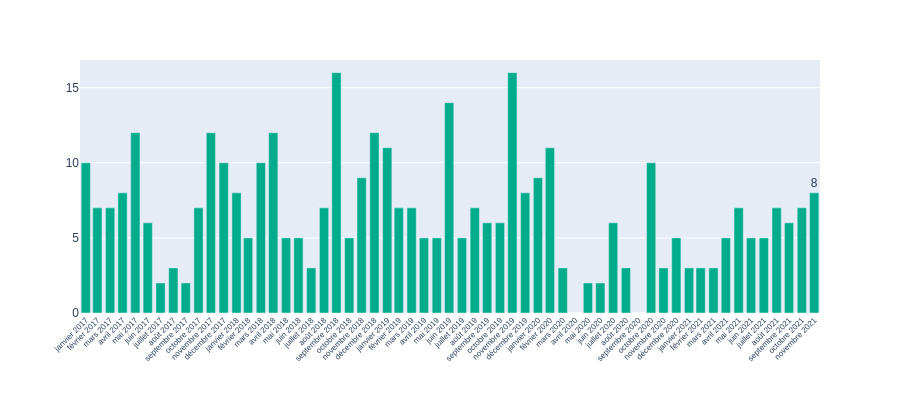 15
10
5
0
8
janvier 2017
février 2017
mars 2017
avril 2017
mai 2017
juin 2017
juillet 2017
août 2017
septembre 2017
octobre 2017
novembre 2017
décembre 2017
janvier 2018
février 2018
mars 2018
avril 2018
mai 2018
juin 2018
juillet 2018
août 2018
septembre 2018
octobre 2018
novembre 2018
décembre 2018
janvier 2019
février 2019
mars 2019
avril 2019
mai 2019
juin 2019
juillet 2019
août 2019
septembre 2019
octobre 2019
novembre 2019
décembre 2019
janvier 2020
février 2020
mars 2020
avril 2020
mai 2020
juin 2020
juillet 2020
août 2020
septembre 2020
octobre 2020
novembre 2020
décembre 2020
janvier 2021
février 2021
mars 2021
avril 2021
mai 2021
juin 2021
juillet 2021
août 2021
septembre 2021
octobre 2021
novembre 2021